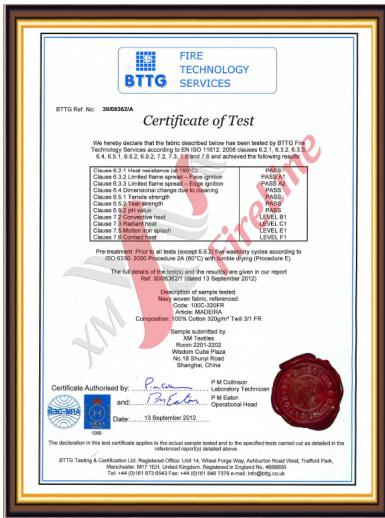 BTTG
FIRE
TECHNOLOGY
SERVICES
BTTG Ref. No: 30/06362/A
Certificate of Test
We hereby declare that the fabric described below has been tested by BTTG Fire
Technology Services according to EN ISO 11612: 2008 clauses 6.2.1, 6.3.2, 6.3.3
6.4, 6.5.1, 6.5.2, 6.9.2, 7.2, 7.3, 7.5 and 7.6 and achieved the following results:
Clause 6.2.1 Heat resistance (at 180°C) PASS
Clause 6.3.2 Limited flame spread – Face ignition PASS A1
Clause 6.3.3 Limited flame spread – Edge ignition PASS A2
Clause 6.4 Dimensional change due to cleaning PASS
Clause 6.5.1 Tensile strength PASS
Clause 6.5.2 Tear strength PASS
Clause 6.9.2 pH value PASS
Clause 7.2 Convective heat LEVEL B1
Clause 7.3 Radiant heat LEVEL C1
Clause 7.5 Molten iron splash LEVEL E1
Clause 7.6 Contact heat LEVEL F1
Pre-treatment: Prior to all tests (except 6.9.2) five washing cycles according to
ISO 6330: 2000 Procedure 2A (60°C) with tumble drying (Procedure E).
The full details of the test(s) and the result(s) are given in our report
Ref: 30/06362/1 (dated 13 September 2012)
Description of sample tested:
Navy woven fabric, referenced:
Code: 100C-320FR
Article: MADEIRA
Composition: 100% Cotton 320g/m² Twill 3/1 FR
Sample submitted by:
XM Textiles
Room 2201-2202
Wisdom Cube Plaza
No.18 Shunyi Road
Shanghai, China
XM Fireline
Certificate Authorised by: P M Collinson
Laboratory Technician
and: P M Eaton
Operational Head
Date: 13 September 2012
ilac-MRA
UKAS
TESTING
1066
The declaration in this test certificate applies to the actual sample tested and to the specified tests carried out as detailed in the
referenced report(s) detailed above.
BTTG Testing & Certification Ltd. Registered Office: Unit 14, Wheel Forge Way, Ashburton Road West, Trafford Park,
Manchester. M17 1EH. United Kingdom. Registered in England No. 4669650
Tel: +44 (0)161 873 6543 Fax: +44 (0)161 848 7378 e-mail: info@bttg.co.uk